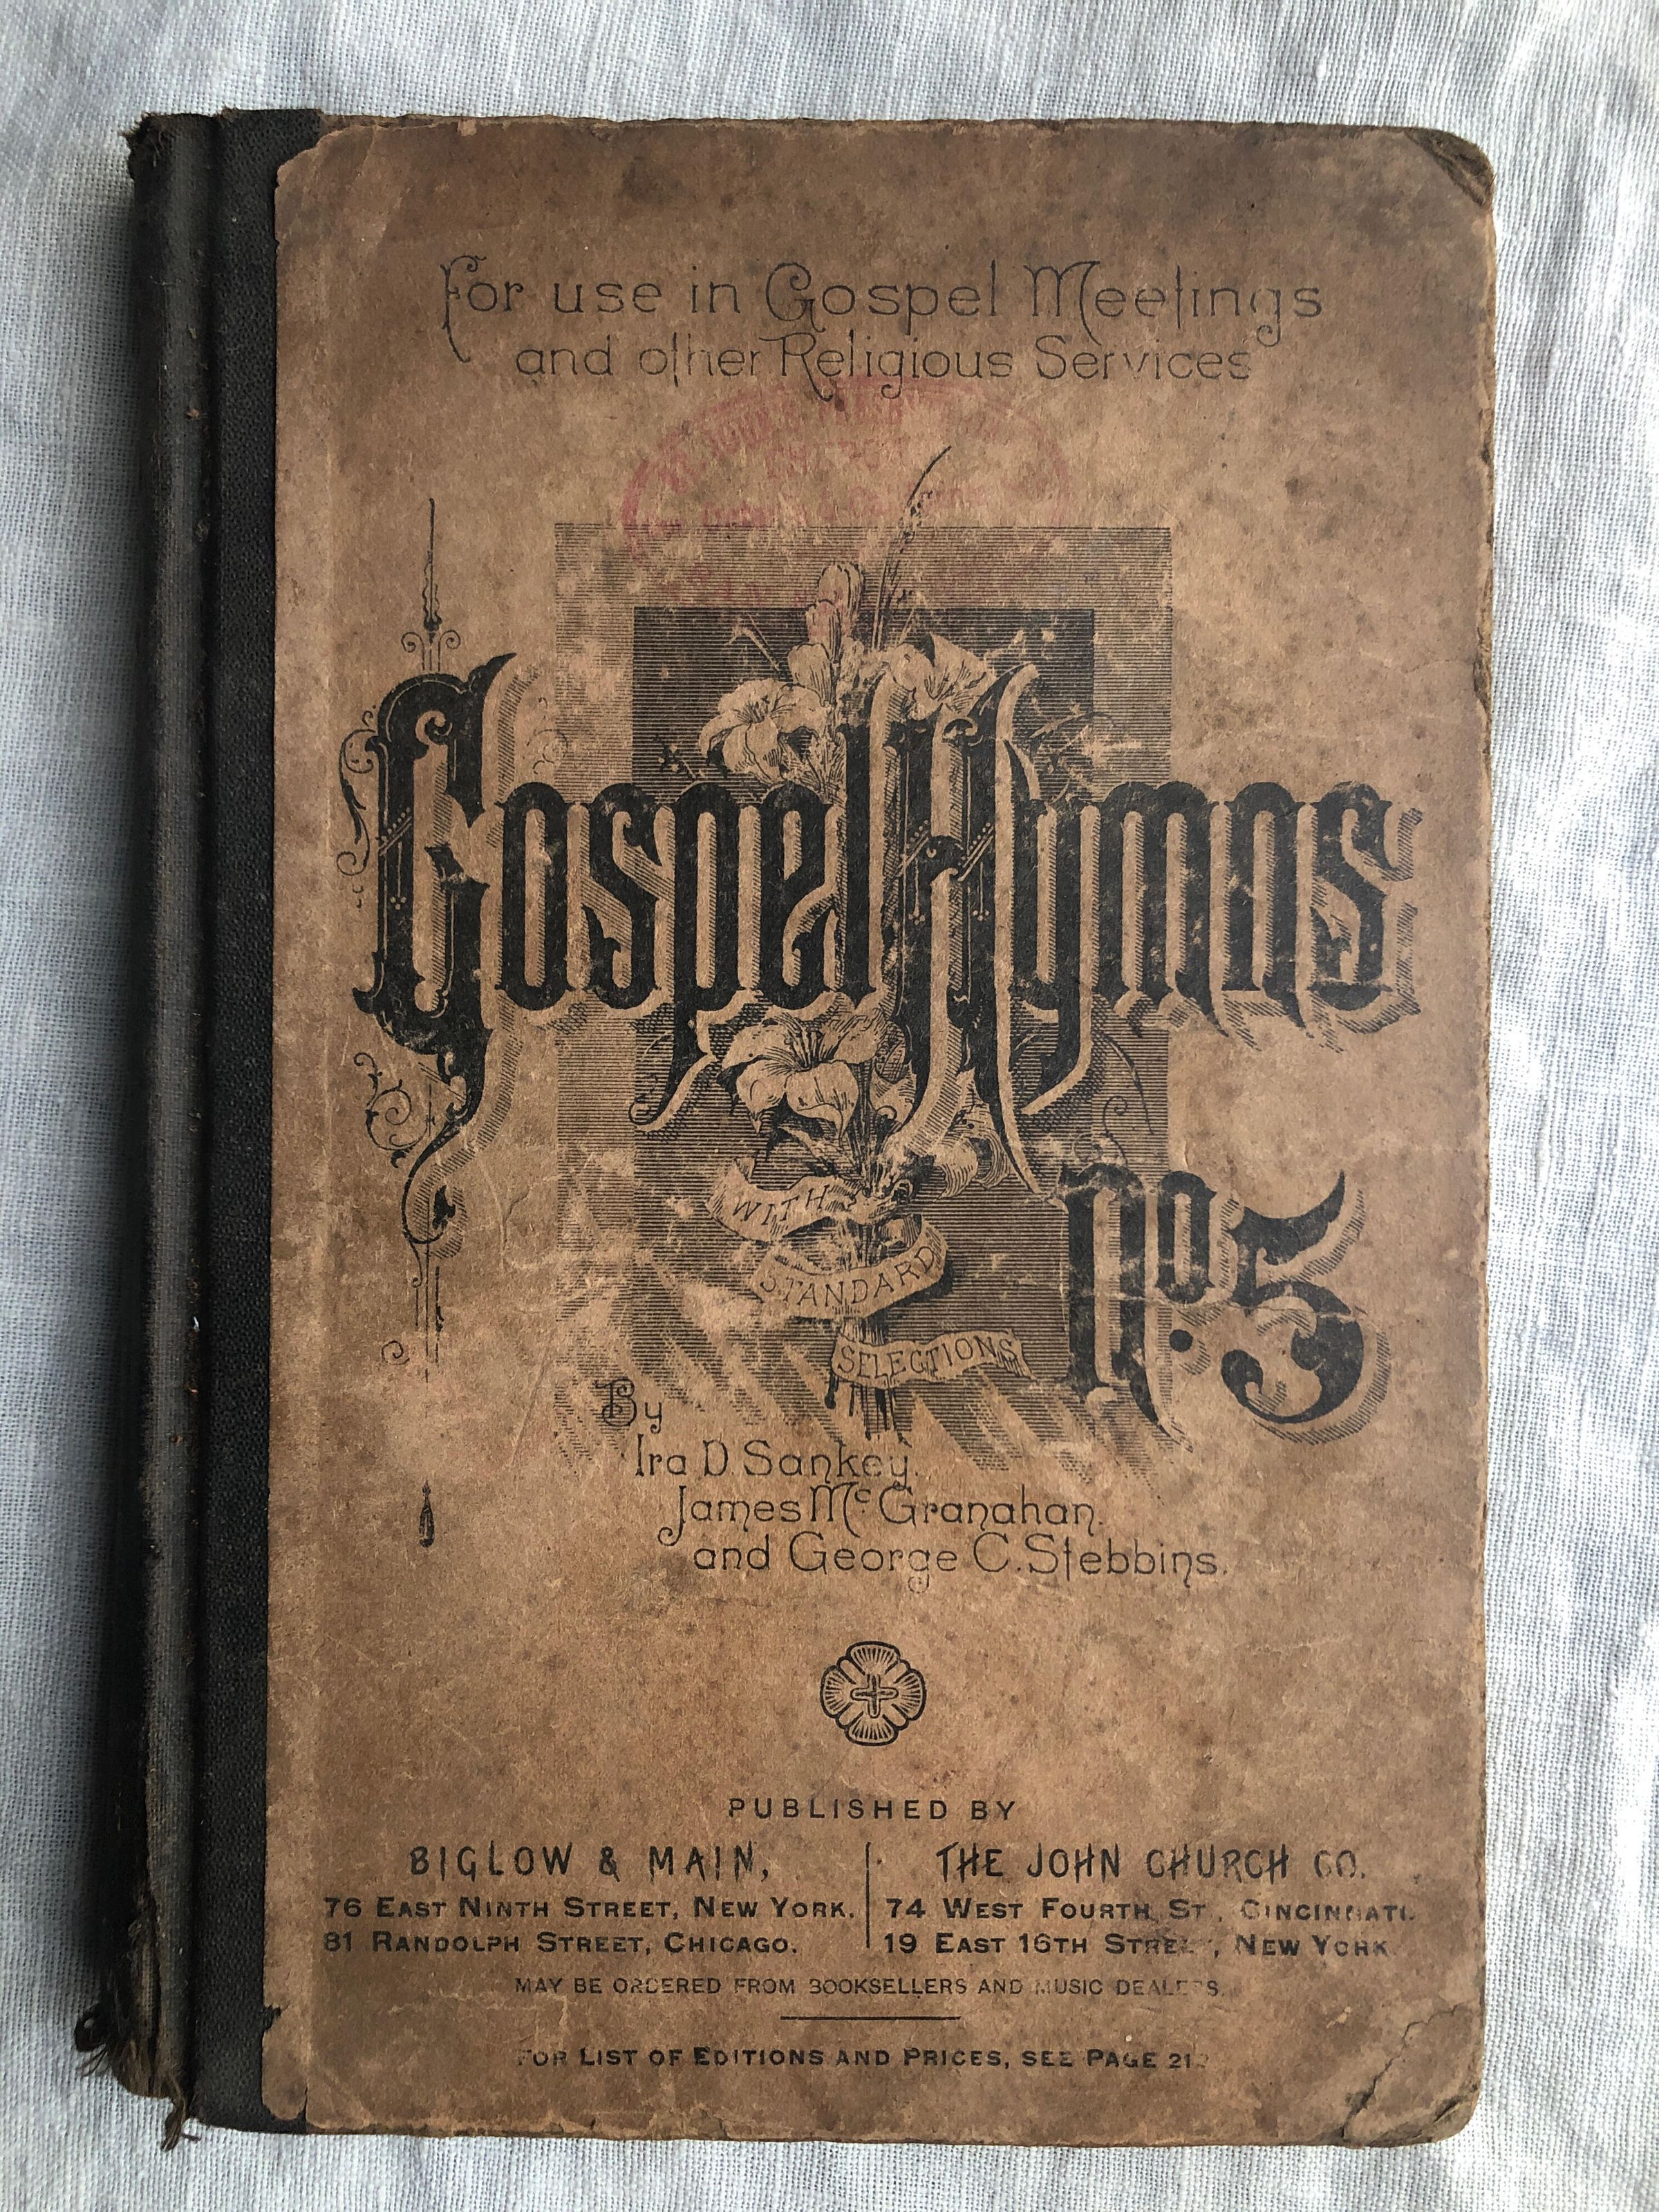 For use in Gospel Meetings
and other Religious Services
Gospel Hymns
No. 5
WITH
STANDARD
SELECTIONS
By
Ira D. Sankey,
James McGranahan,
and George C. Stebbins.
PUBLISHED BY
BIGLOW & MAIN,
76 EAST NINTH STREET, NEW YORK.
81 RANDOLPH STREET, CHICAGO.
THE JOHN CHURCH CO.
74 WEST FOURTH ST., CINCINNATI.
19 EAST 16TH STREET, NEW YORK
MAY BE ORDERED FROM BOOKSELLERS AND MUSIC DEALERS.
FOR LIST OF EDITIONS AND PRICES, SEE PAGE